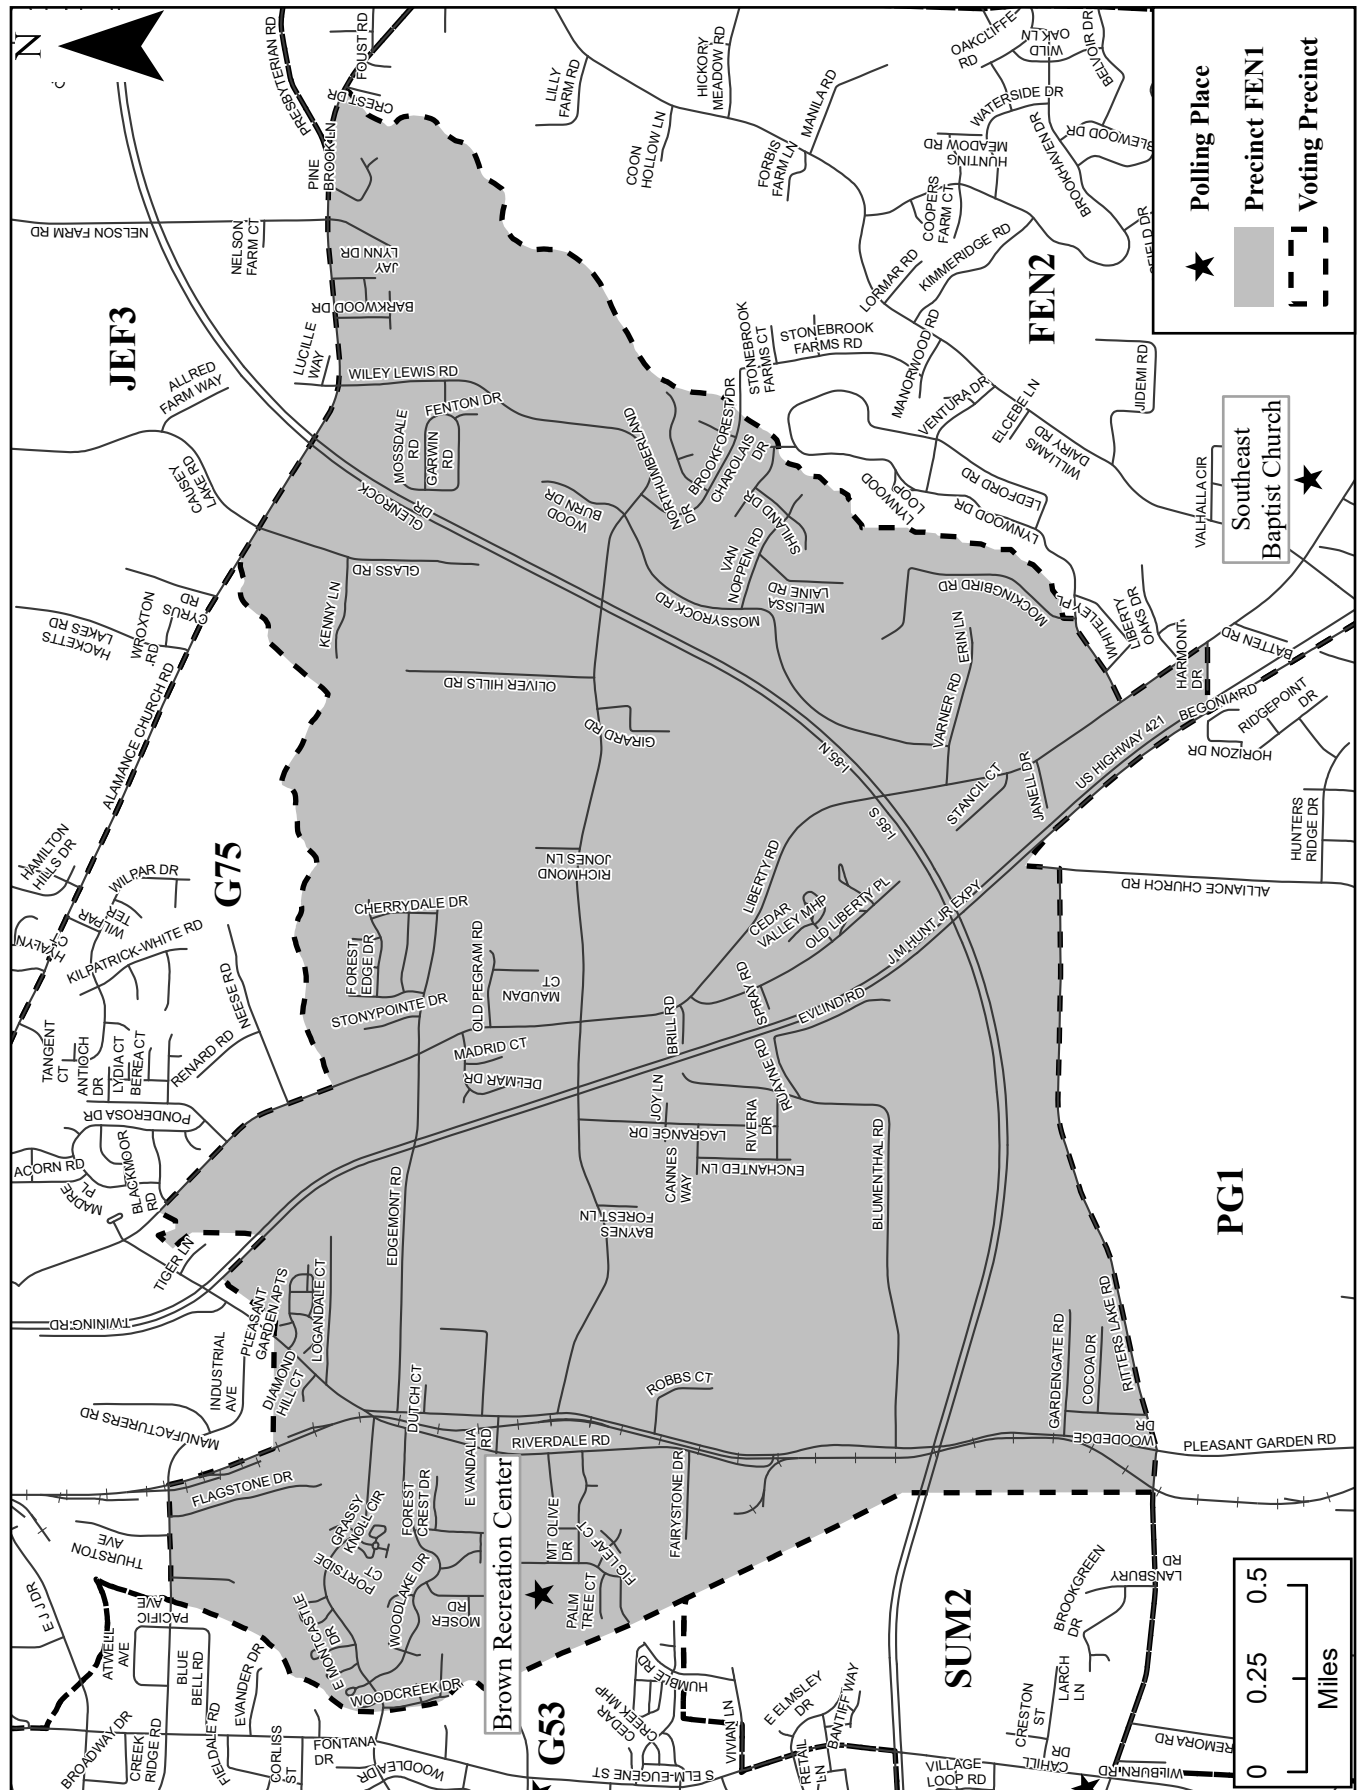 N
JEF3
G75
FEN2
PG1
SUM2
G53
Polling Place
Precinct FEN1
Voting Precinct
Southeast
Baptist Church
Brown Recreation Center
0
0.25
0.5
Miles
PRESBYTERIAN RD
FOUST RD
CREST DR
PINE
BROOK LN
NELSON FARM RD
NELSON
FARM CT
JAY
LYNN DR
BARKWOOD DR
LUCILLE
WAY
ALLRED
FARM WAY
WILEY LEWIS RD
FENTON DR
MOSSDALE
RD
GARWIN
RD
CAUSEY
LAKE RD
GLENROCK
DR
GLASS RD
KENNY LN
CYRUS
RD
WROXTON
RD
HACKETTS
LAKES RD
ALAMANCE CHURCH RD
HAMILTON
HILLS DR
WILPAR DR
WILPAR
TER
HYALYN
CT
KILPATRICK-WHITE RD
NEESE RD
RENARD RD
TANGENT
CT
ANTIOCH
DR
LYDIA CT
BEREA CT
PONDEROSA DR
ACORN RD
MADRE
PL
BLACKMOOR
RD
TIGER LN
TWINING RD
LILLY
FARM RD
HICKORY
MEADOW RD
COON
HOLLOW LN
FORBIS
FARM LN
MANILA RD
OAKCLIFFE
RD
WILD
OAK LN
BELVOIR DR
WATERSIDE DR
HUNTING
MEADOW RD
BROOKHAVEN DR
BLEWOOD DR
COOPERS
FARM CT
KIMMERIDGE RD
LORMAR RD
STONEBROOK
FARMS CT
STONEBROOK
FARMS RD
MANORWOOD RD
VENTURA DR
ELCEBE LN
WILLIAMS
DAIRY RD
JIDEMI RD
VALHALLA CIR
LEDFORD RD
LYNWOOD DR
LYNWOOD
LOOP
NORTHUMBERLAND
DR
BROOKFOREST DR
CHAROLAIS
DR
SHILAND DR
WOOD
BURN DR
VAN
NOPPEN RD
MELISSA
LAINE RD
MOSSYROCK RD
MOCKINGBIRD RD
WHITELEY PL
LIBERTY
OAKS DR
HARMONT
DR
BATTEN RD
BEGONIA RD
RIDGEPOINT
DR
HORIZON DR
HUNTERS
RIDGE DR
ALLIANCE CHURCH RD
US HIGHWAY 421
ERIN LN
VARNER RD
OLIVER HILLS RD
GIRARD RD
I-85 N
I-85 S
STANCIL CT
JANELL DR
RICHMOND
JONES LN
LIBERTY RD
CEDAR
VALLEY MHP
OLD LIBERTY PL
J M HUNT JR EXPY
CHERRYDALE DR
FOREST
EDGE DR
STONYPOINTE DR
OLD PEGRAM RD
MAUDAN
CT
MADRID CT
DELMAR DR
BRILL RD
SPRAY RD
EVLIND RD
RUAYNE RD
JOY LN
LAGRANGE DR
RIVERIA
DR
CANNES
WAY
ENCHANTED LN
BLUMENTHAL RD
BAYNES
FOREST LN
EDGEMONT RD
PLEASANT
GARDEN APTS
LOGANDALE CT
DIAMOND
HILL CT
INDUSTRIAL
AVE
MANUFACTURERS RD
DUTCH CT
E VANDALIA
RD
RIVERDALE RD
ROBBS CT
GARDENGATE RD
COCOA DR
RITTERS LAKE RD
WOODEDGE
DR
PLEASANT GARDEN RD
FLAGSTONE DR
GRASSY
KNOLL CIR
FOREST
CREST DR
PORTSIDE
CT
WOODLAKE DR
MOSER
RD
E MONTCASTLE
DR
WOODCREEK DR
MT OLIVE
DR
FIG LEAF CT
PALM
TREE CT
FAIRYSTONE DR
THURSTON
AVE
E J J DR
PACIFIC
AVE
ATWELL
AVE
BLUE
BELL RD
EVANDER DR
BROADWAY DR
CREEK
RIDGE RD
FIELDALE RD
CORLISS
ST
FONTANA
DR
WOODLEA DR
S ELM-EUGENE ST
CEDAR
CREEK MHP
HUMBLE RD
VIVIAN LN
E ELMSLEY
DR
RETAIL
LN
BANTIFF WAY
VILLAGE
LOOP RD
CAHILL
DR
CRESTON
ST
LARCH
LN
BROOKGREEN
DR
LANSBURY
RD
WILBURN RD
REMORA RD